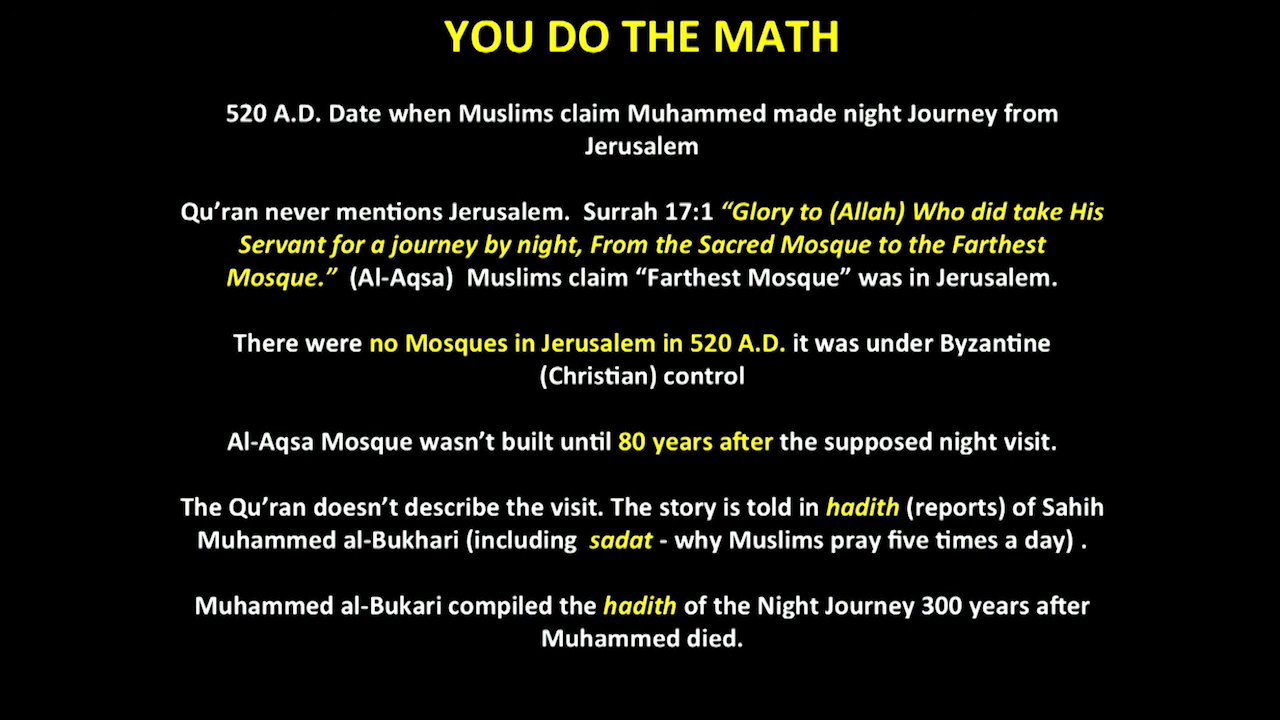 YOU DO THE MATH
520 A.D. Date when Muslims claim Muhammed made night Journey from
Jerusalem
Qu’ran never mentions Jerusalem. Surrah 17:1 “Glory to (Allah) Who did take His
Servant for a journey by night, From the Sacred Mosque to the Farthest
Mosque.” (Al-Aqsa) Muslims claim “Farthest Mosque” was in Jerusalem.
There were no Mosques in Jerusalem in 520 A.D. it was under Byzantine
(Christian) control
Al-Aqsa Mosque wasn’t built until 80 years after the supposed night visit.
The Qu’ran doesn’t describe the visit. The story is told in hadith (reports) of Sahih
Muhammed al-Bukhari (including sadat - why Muslims pray five times a day) .
Muhammed al-Bukari compiled the hadith of the Night Journey 300 years after
Muhammed died.